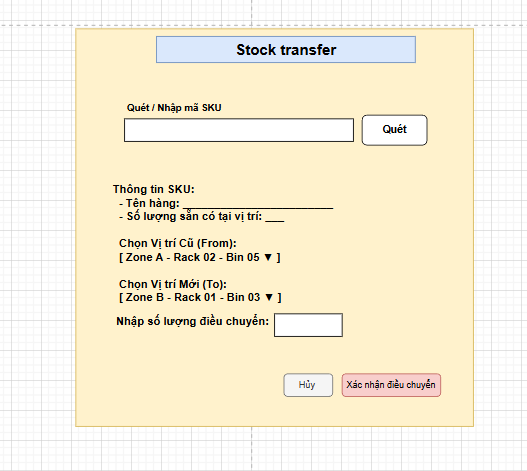 Stock transfer
Quét / Nhập mã SKU
Quét
Thông tin SKU:
- Tên hàng: _________________________
- Số lượng sẵn có tại vị trí: ___
Chọn Vị trí Cũ (From):
[ Zone A - Rack 02 - Bin 05 ▼ ]
Chọn Vị trí Mới (To):
[ Zone B - Rack 01 - Bin 03 ▼ ]
Nhập số lượng điều chuyển:
Hủy
Xác nhận điều chuyển